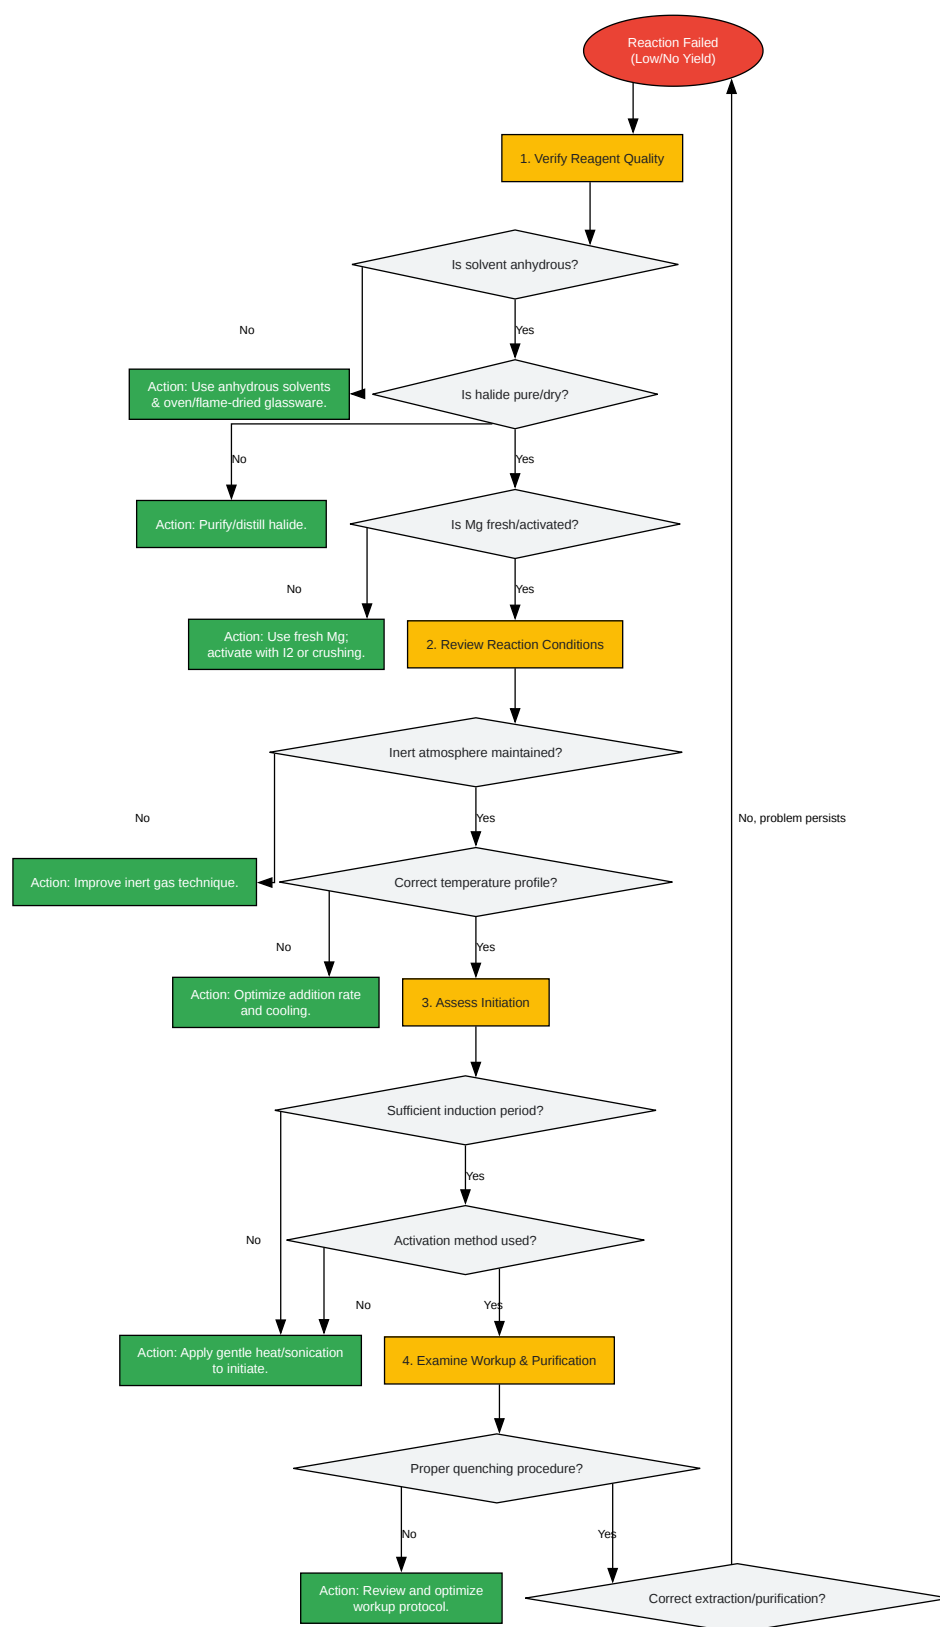 Reaction Failed
(Low/No Yield)
1. Verify Reagent Quality
Is solvent anhydrous?
No
Yes
Action: Use anhydrous solvents
& oven/flame-dried glassware.
Is halide pure/dry?
No
Yes
Action: Purify/distill halide.
Is Mg fresh/activated?
No
Yes
Action: Use fresh Mg;
activate with I2 or crushing.
2. Review Reaction Conditions
Inert atmosphere maintained?
No
Yes
No, problem persists
Action: Improve inert gas technique.
Correct temperature profile?
No
Yes
Action: Optimize addition rate
and cooling.
3. Assess Initiation
Sufficient induction period?
Yes
No
Activation method used?
No
Yes
Action: Apply gentle heat/sonication
to initiate.
4. Examine Workup & Purification
Proper quenching procedure?
No
Yes
Action: Review and optimize
workup protocol.
Correct extraction/purification?